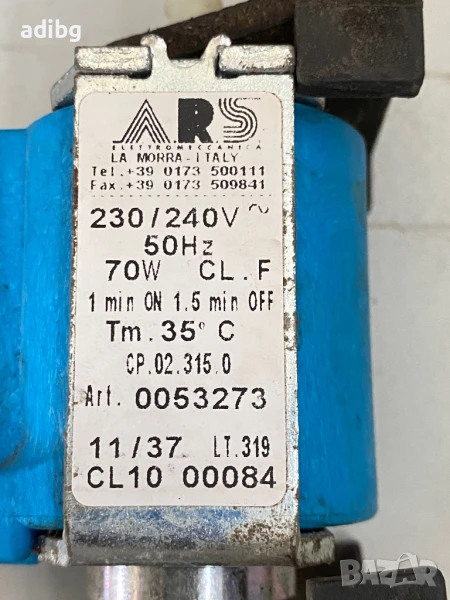 adibg
A.R.S
ELETTROMECCANICA
LA MORRA - ITALY
Tel.+39 0173 500111
Fax.+39 0173 509841
230/240V ~
50Hz
70W CL.F
1 min ON 1.5 min OFF
Tm.35° C
CP.02.315.0
Art. 0053273
11/37 LT.319
CL10 00084
BAZAR